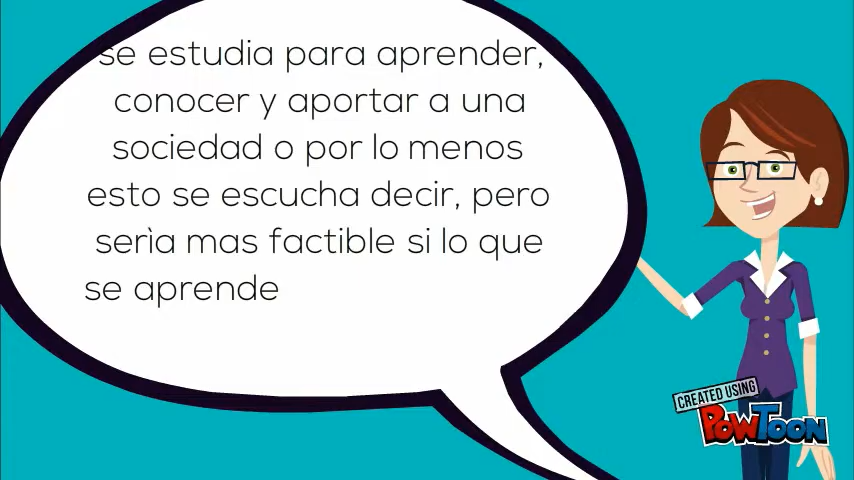 se estudia para aprender,
conocer y aportar a una
sociedad o por lo menos
esto se escucha decir, pero
serìa mas factible si lo que
se aprende
CREATED USING
POWTOON